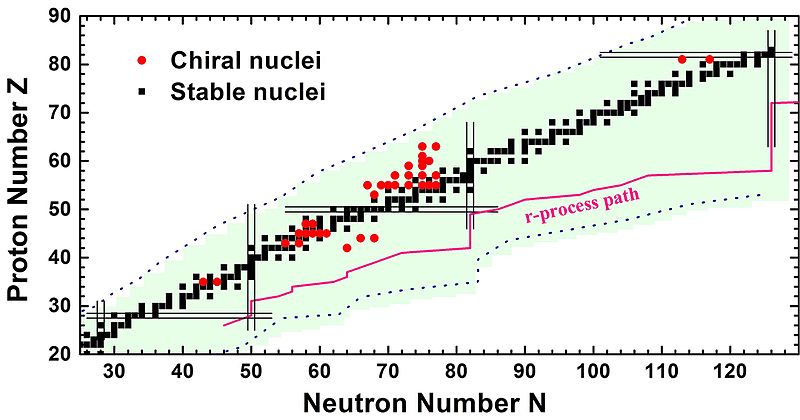 90
80
70
60
50
40
30
20
Proton Number Z
Chiral nuclei
Stable nuclei
r-process path
30 40 50 60 70 80 90 100 110 120
Neutron Number N